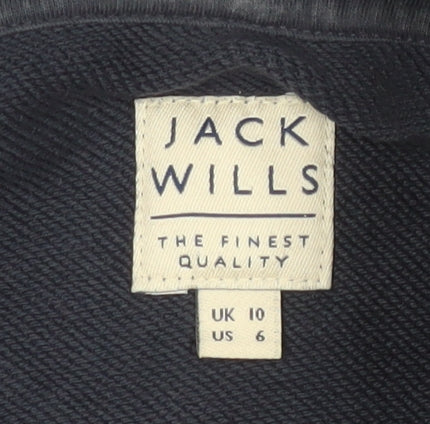 JACK
WILLS
THE FINEST
QUALITY
UK 10
US 6